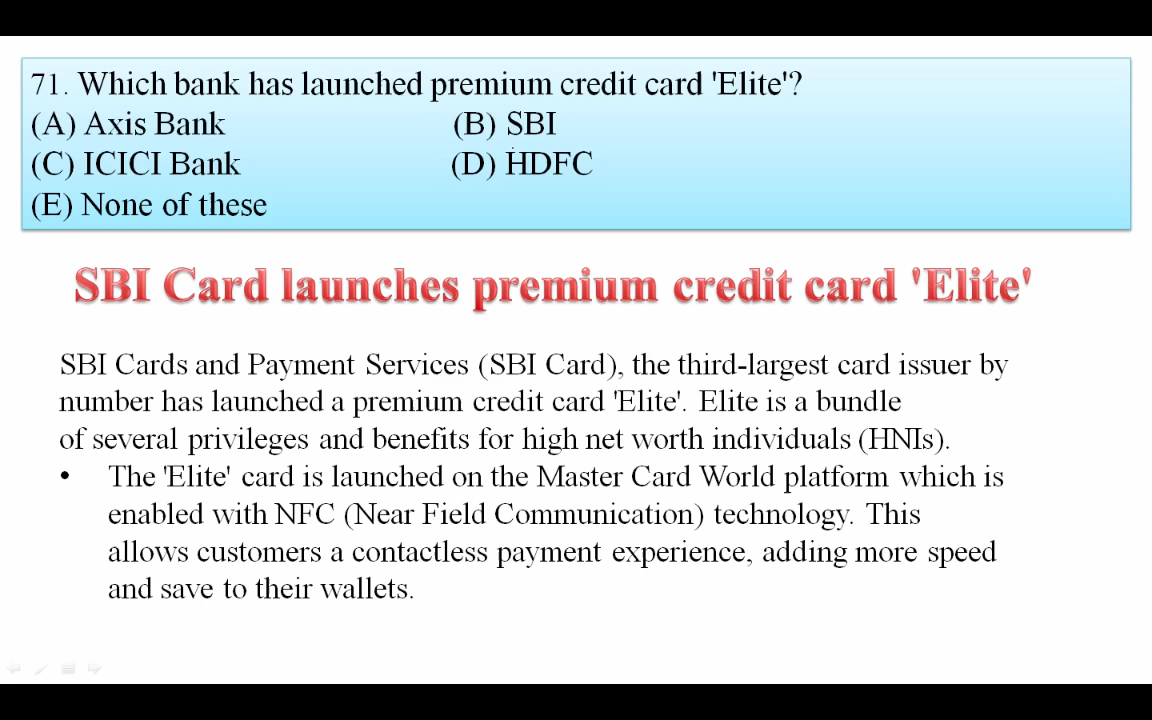 71. Which bank has launched premium credit card 'Elite'?
(A) Axis Bank (B) SBI
(C) ICICI Bank (D) HDFC
(E) None of these
SBI Card launches premium credit card 'Elite'
SBI Cards and Payment Services (SBI Card), the third-largest card issuer by
number has launched a premium credit card 'Elite'. Elite is a bundle
of several privileges and benefits for high net worth individuals (HNIs).
• The 'Elite' card is launched on the Master Card World platform which is
enabled with NFC (Near Field Communication) technology. This
allows customers a contactless payment experience, adding more speed
and save to their wallets.